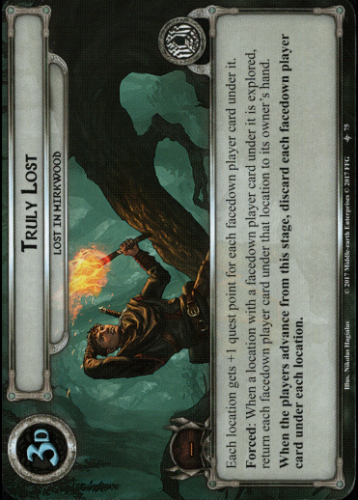 3D
TRULY LOST
LOST IN MIRKWOOD
–
Each location gets +1 quest point for each facedown player card under it.
Forced: When a location with a facedown player card under it is explored,
return each facedown player card under that location to its owner's hand.
When the players advance from this stage, discard each facedown player
card under each location.
Illus. Nikolas Hagialas © 2017 Middle-earth Enterprises © 2017 FFG 75